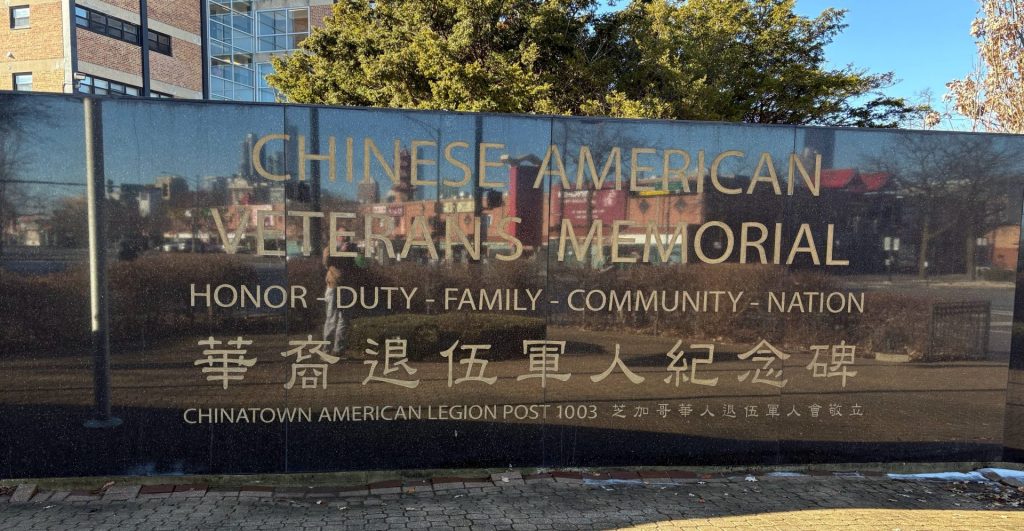 CHINESE AMERICAN
VETERANS MEMORIAL
HONOR - DUTY - FAMILY - COMMUNITY - NATION
華裔退伍軍人紀念碑
CHINATOWN AMERICAN LEGION POST 1003 芝加哥華人退伍軍人會敬立